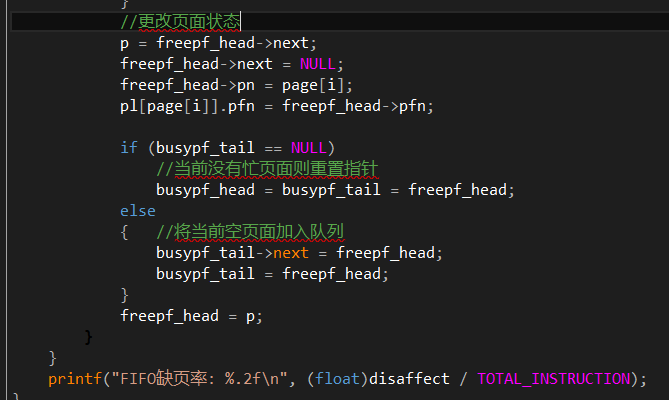 }
//更改页面状态
p = freepf_head->next;
freepf_head->next = NULL;
freepf_head->pn = page[i];
pl[page[i]].pfn = freepf_head->pfn;
if (busypf_tail == NULL)
//当前没有忙页面则重置指针
busypf_head = busypf_tail = freepf_head;
else
{ //将当前空页面加入队列
busypf_tail->next = freepf_head;
busypf_tail = freepf_head;
}
freepf_head = p;
}
}
printf("FIFO缺页率: %.2f\n", (float)disaffect / TOTAL_INSTRUCTION);
}